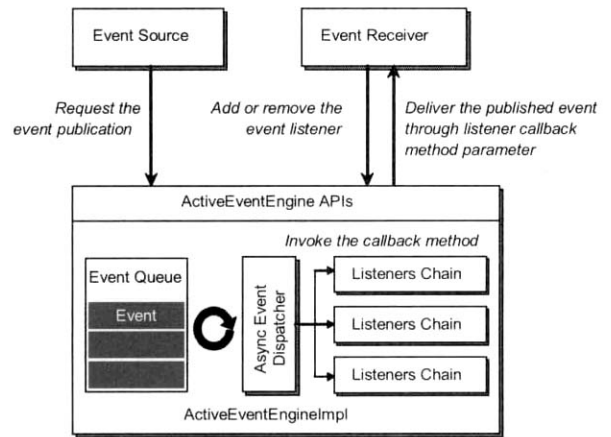 Event Source
Event Receiver
Request the
event publication
Add or remove the
event listener
Deliver the published event
through listener callback
method parameter
ActiveEventEngine APIs
Invoke the callback method
Event Queue
Event
Async Event
Dispatcher
Listeners Chain
Listeners Chain
Listeners Chain
ActiveEventEngineImpl